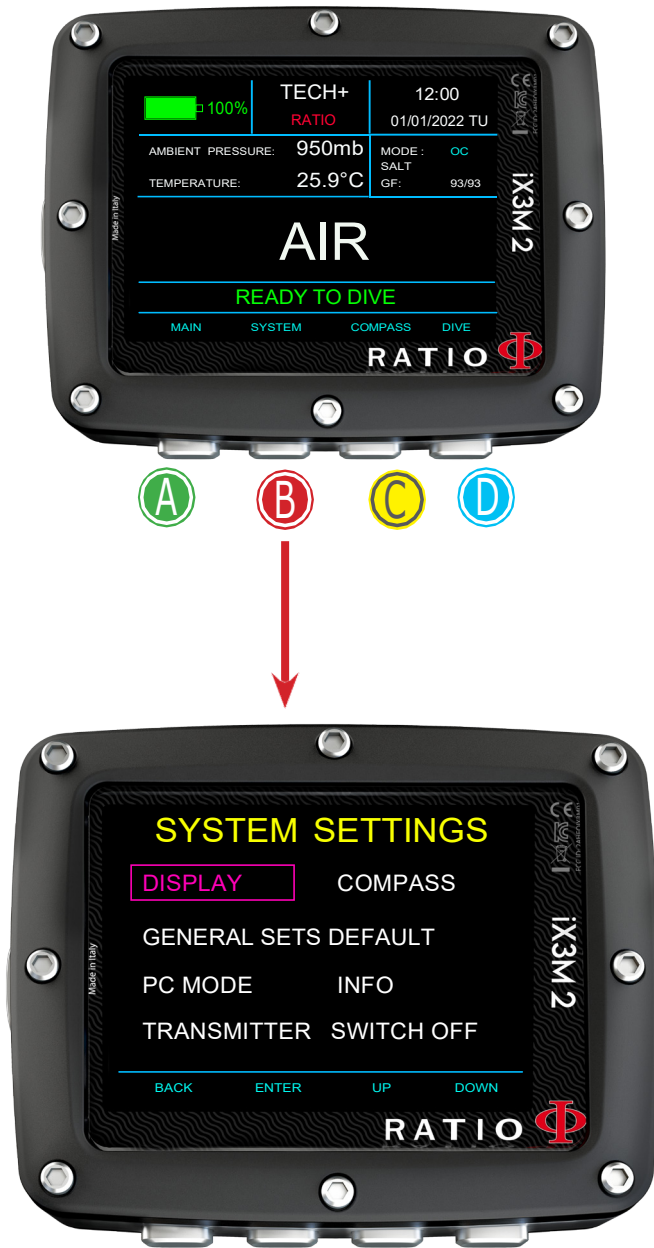 100%
TECH+
RATIO
12:00
01/01/2022 TU
AMBIENT PRESSURE: 950mb
TEMPERATURE: 25.9°C
MODE : OC
SALT
GF: 93/93
AIR
READY TO DIVE
MAIN SYSTEM COMPASS DIVE
RATIO
Made in Italy
iX3M 2
CE
A B C D
SYSTEM SETTINGS
DISPLAY COMPASS
GENERAL SETS DEFAULT
PC MODE INFO
TRANSMITTER SWITCH OFF
BACK ENTER UP DOWN
RATIO
Made in Italy
iX3M 2
CE